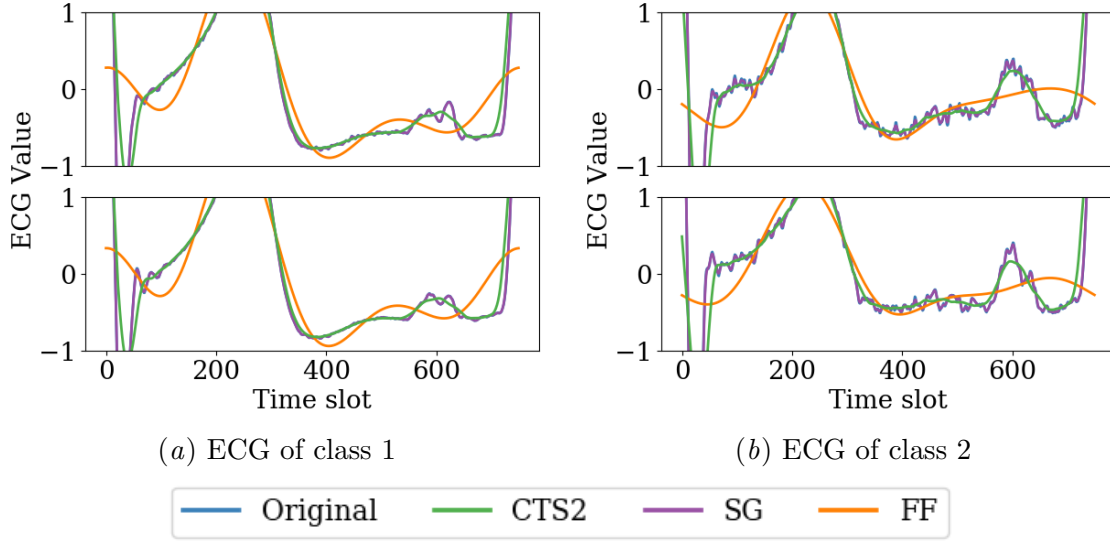 1
0
−1
1
0
−1
ECG Value
0 200 400 600
Time slot
(a) ECG of class 1
1
0
−1
1
0
−1
ECG Value
0 200 400 600
Time slot
(b) ECG of class 2
Original CTS2 SG FF